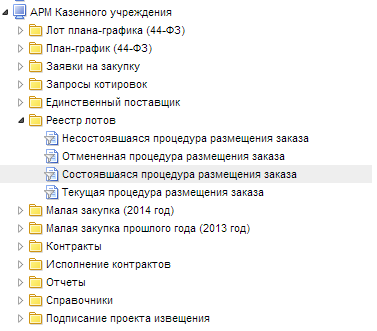 АРМ Казенного учреждения
Лот плана-графика (44-ФЗ)
План-график (44-ФЗ)
Заявки на закупку
Запросы котировок
Единственный поставщик
Реестр лотов
Несостоявшаяся процедура размещения заказа
Отмененная процедура размещения заказа
Состоявшаяся процедура размещения заказа
Текущая процедура размещения заказа
Малая закупка (2014 год)
Малая закупка прошлого года (2013 год)
Контракты
Исполнение контрактов
Отчеты
Справочники
Подписание проекта извещения